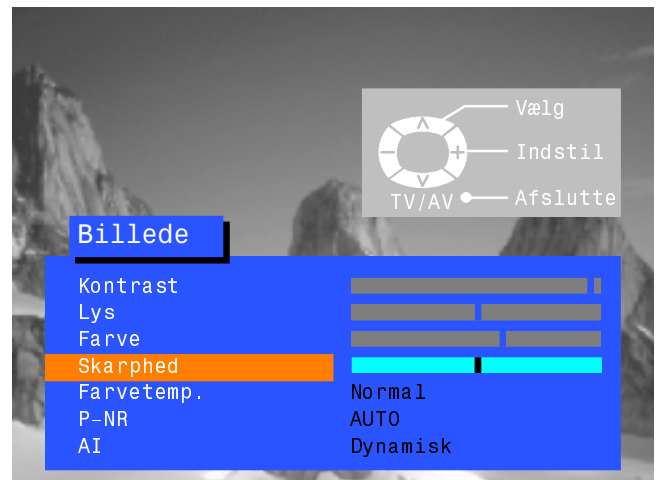 Vælg
Indstil
TV/AV Afslutte
Billede
Kontrast
Lys
Farve
Skarphed
Farvetemp. Normal
P-NR AUTO
AI Dynamisk